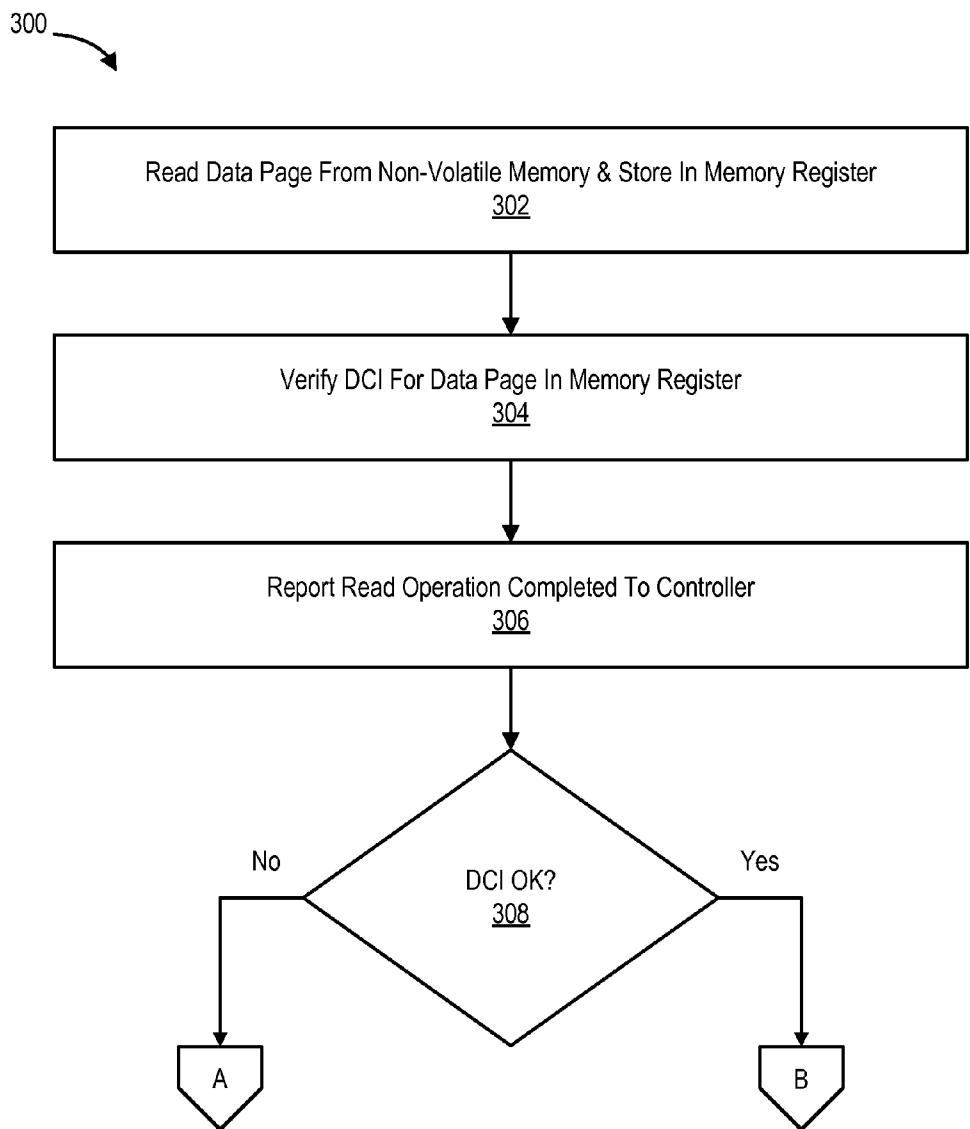 300
Read Data Page From Non-Volatile Memory & Store In Memory Register
302
Verify DCI For Data Page In Memory Register
304
Report Read Operation Completed To Controller
306
No
Yes
DCI OK?
308
A
B